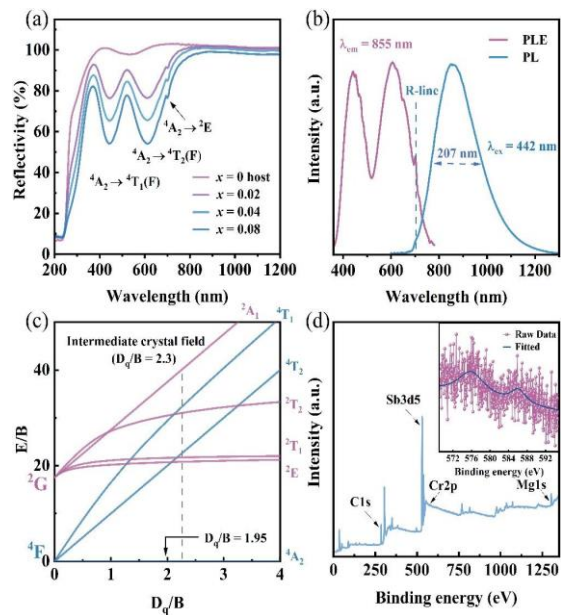 (a)
100
80
60
40
20
0
Reflectivity (%)
⁴A₂→²E
⁴A₂→⁴T₂(F)
⁴A₂→⁴T₁(F)
x = 0 host
x = 0.02
x = 0.04
x = 0.08
200 400 600 800 1000 1200
Wavelength (nm)
(b)
Intensity (a.u.)
λem = 855 nm
PLE
PL
R-line
λex = 442 nm
207 nm
400 600 800 1000 1200
Wavelength (nm)
(c)
Intermediate crystal field
(Dq/B = 2.3)
²A₁
⁴T₁
⁴T₂
²T₂
²T₁
²E
⁴A₂
60
40
20
0
E/B
²G
⁴F
Dq/B = 1.95
0 1 2 3 4
Dq/B
(d)
Intensity (a.u.)
Raw Data
Fitted
572 576 580 584 588 592
Binding energy (eV)
Sb3d5
Cr2p
Mg1s
C1s
0 250 500 750 1000 1250
Binding energy (eV)